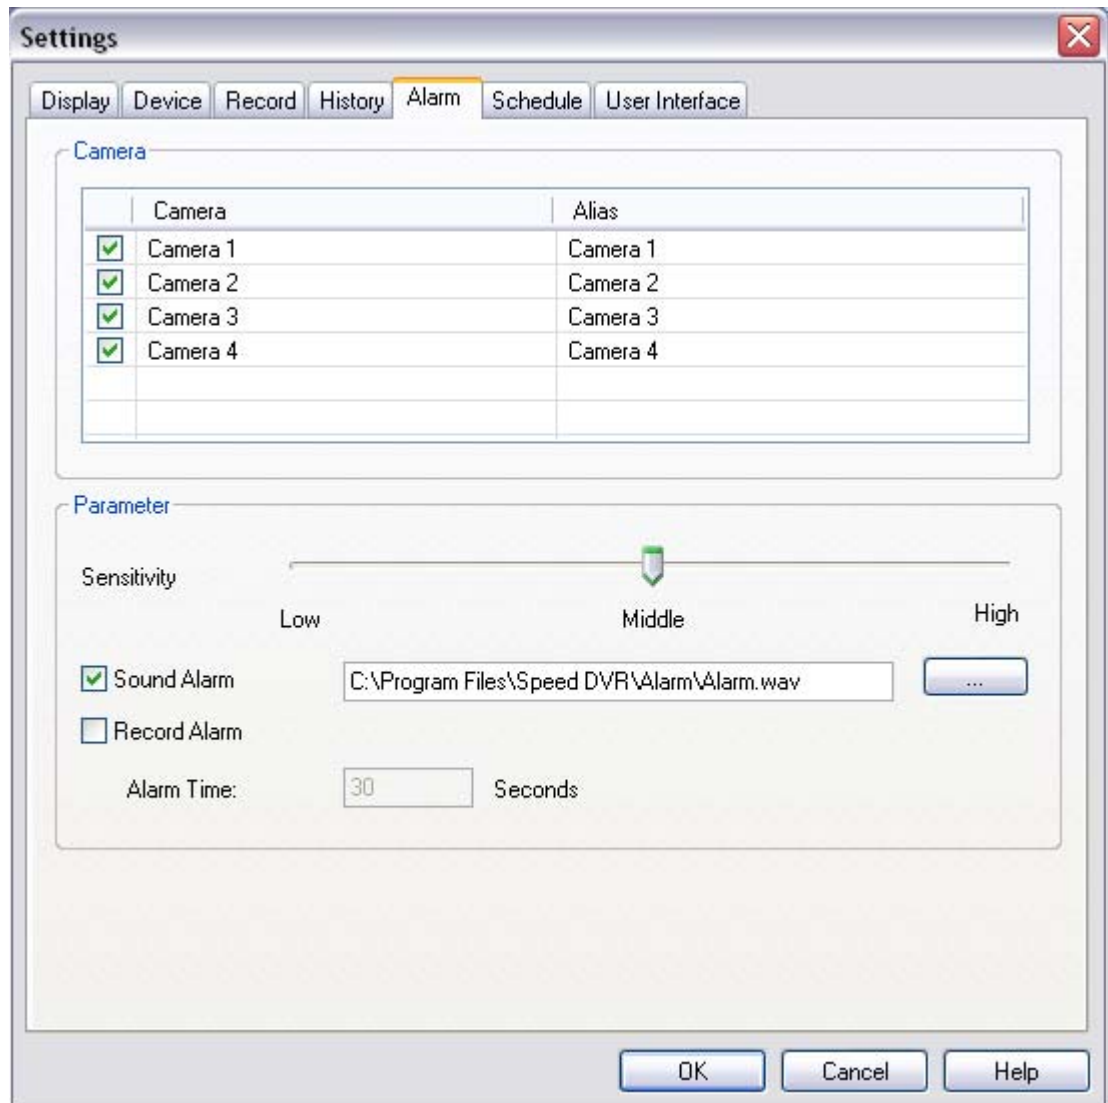 Settings
Display Device Record History Alarm Schedule User Interface
Camera
Camera Alias
Camera 1 Camera 1
Camera 2 Camera 2
Camera 3 Camera 3
Camera 4 Camera 4
Parameter
Sensitivity
Low Middle High
Sound Alarm C:\Program Files\Speed DVR\Alarm\Alarm.wav ...
Record Alarm
Alarm Time: 30 Seconds
OK Cancel Help